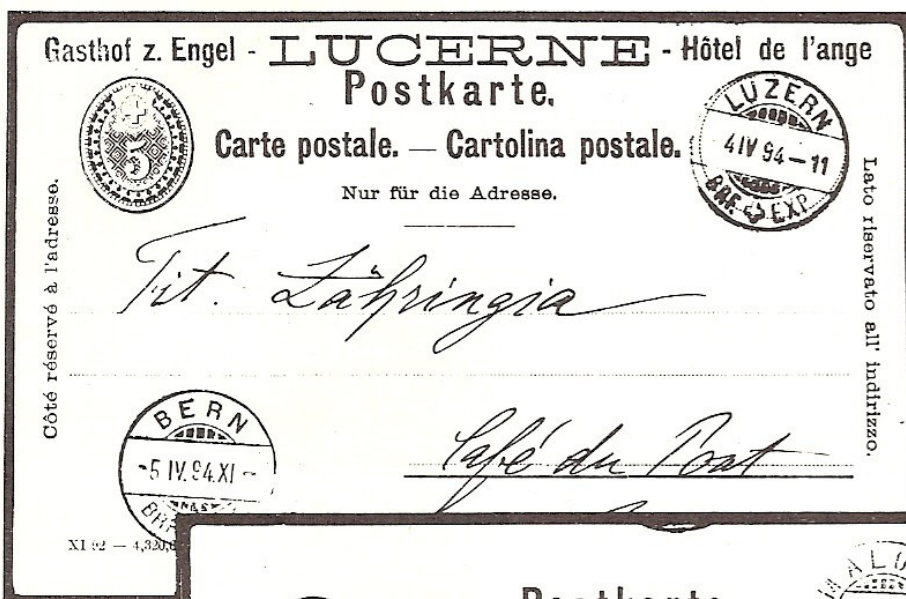 Gasthof z. Engel - LUCERNE - Hôtel de l'ange
Postkarte.
Carte postale. — Cartolina postale.
Nur für die Adresse.
5
LUZERN
4 IV 94 – 11
BRF. EXP.
Côté réservé à l'adresse.
Lato riservato all' indirizzo.
Tit. Zähringia
Café du Pont
BERN
-5 IV. 94. XI –
XI 92 — 4,320,
Postkarte
MALO